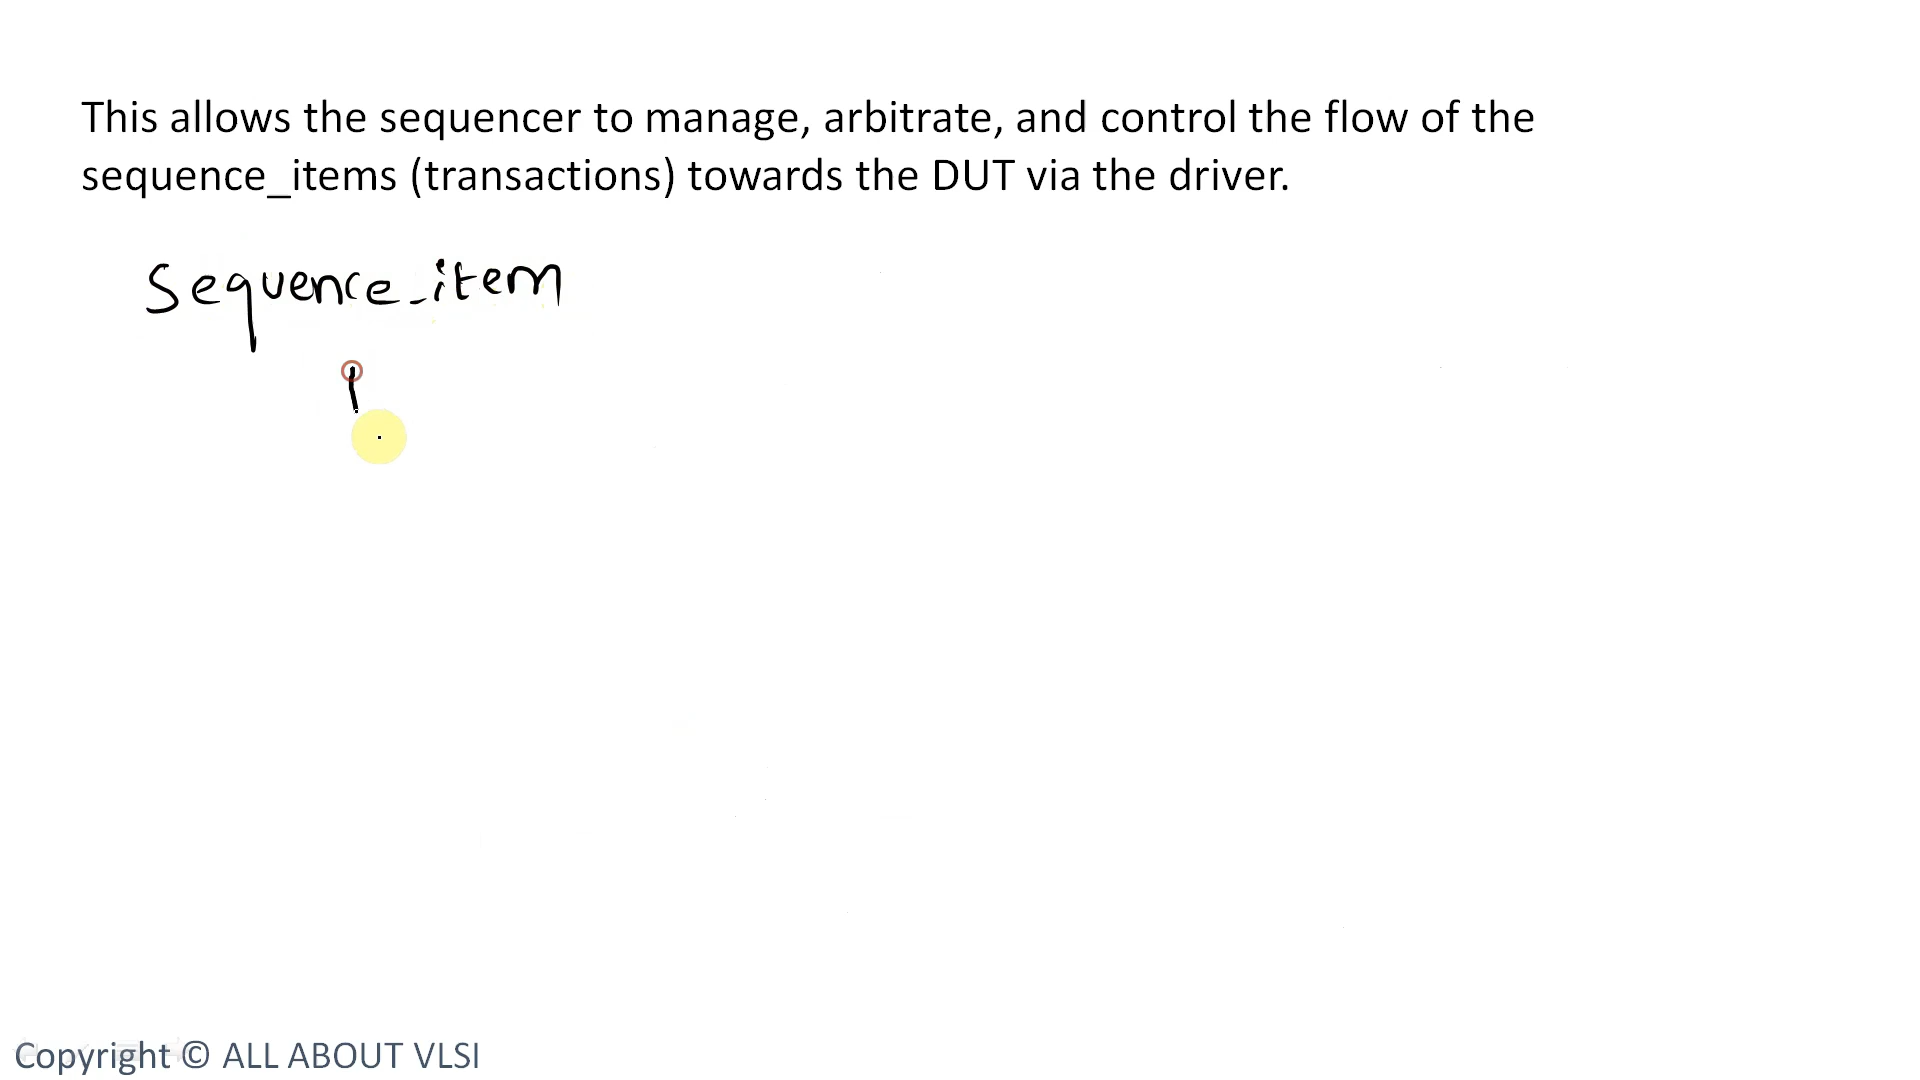 This allows the sequencer to manage, arbitrate, and control the flow of the
sequence_items (transactions) towards the DUT via the driver.
Sequence_item
Copyright © ALL ABOUT VLSI